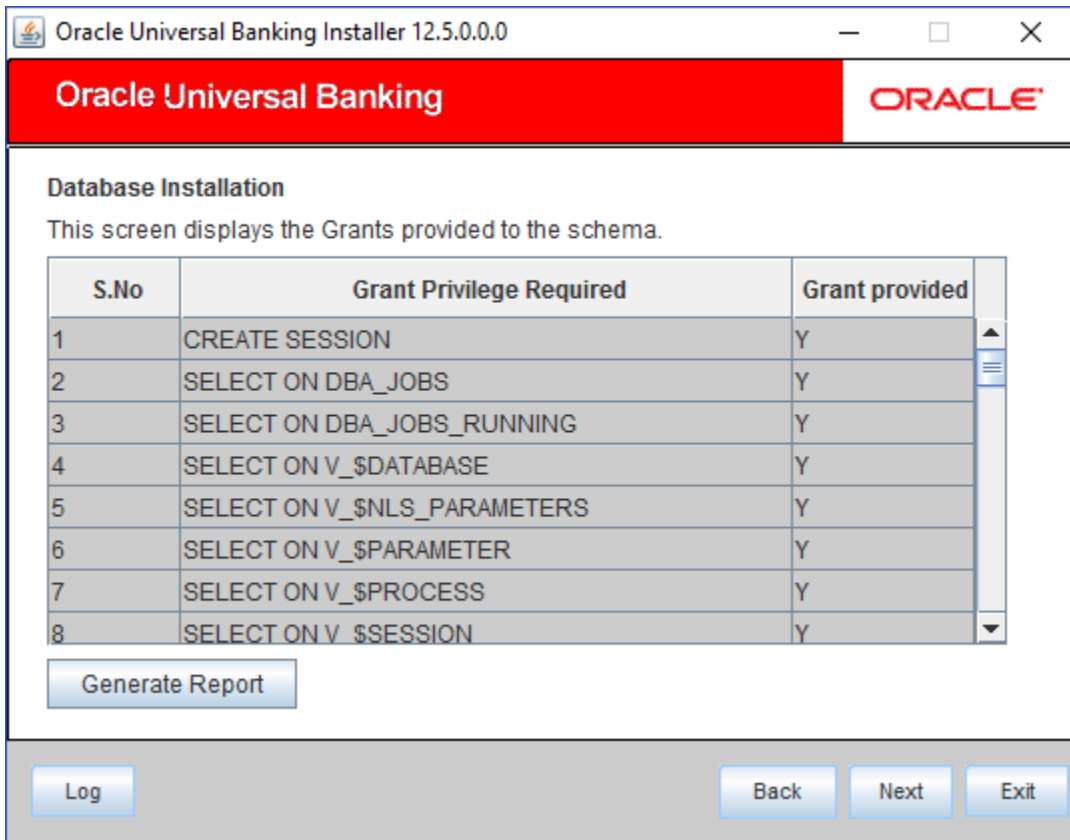 Oracle Universal Banking Installer 12.5.0.0.0
Oracle Universal Banking
ORACLE
Database Installation
This screen displays the Grants provided to the schema.
S.No Grant Privilege Required Grant provided
1 CREATE SESSION Y
2 SELECT ON DBA_JOBS Y
3 SELECT ON DBA_JOBS_RUNNING Y
4 SELECT ON V_$DATABASE Y
5 SELECT ON V_$NLS_PARAMETERS Y
6 SELECT ON V_$PARAMETER Y
7 SELECT ON V_$PROCESS Y
8 SELECT ON V_$SESSION Y
Generate Report
Log Back Next Exit